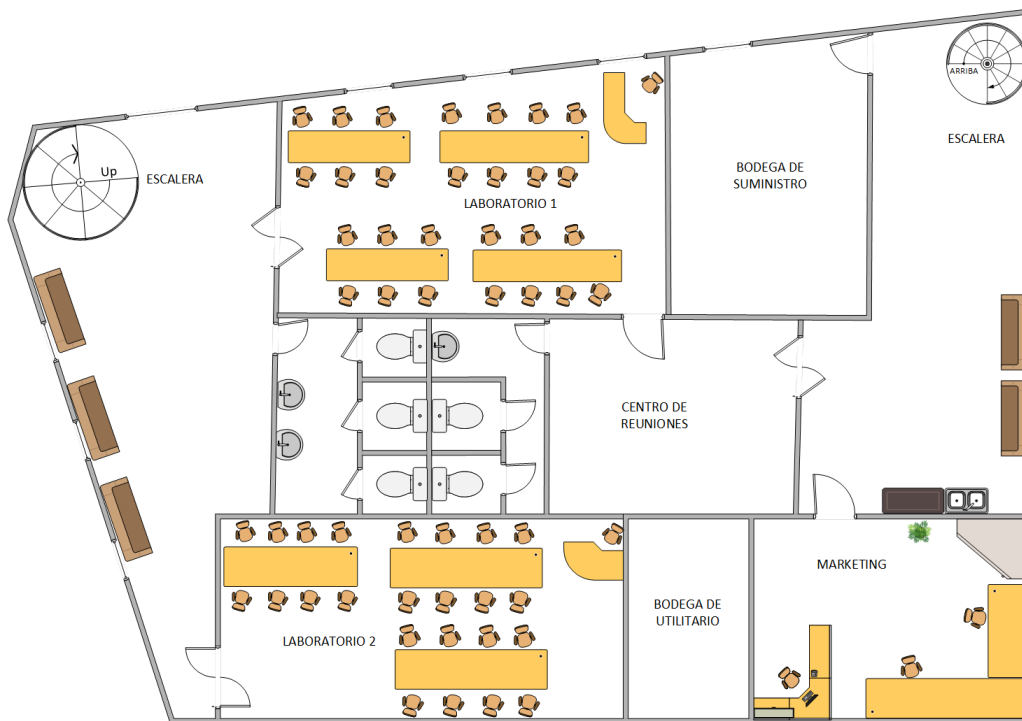 ARRIBA
ESCALERA
Up
ESCALERA
BODEGA DE
SUMINISTRO
LABORATORIO 1
CENTRO DE
REUNIONES
MARKETING
BODEGA DE
UTILITARIO
LABORATORIO 2